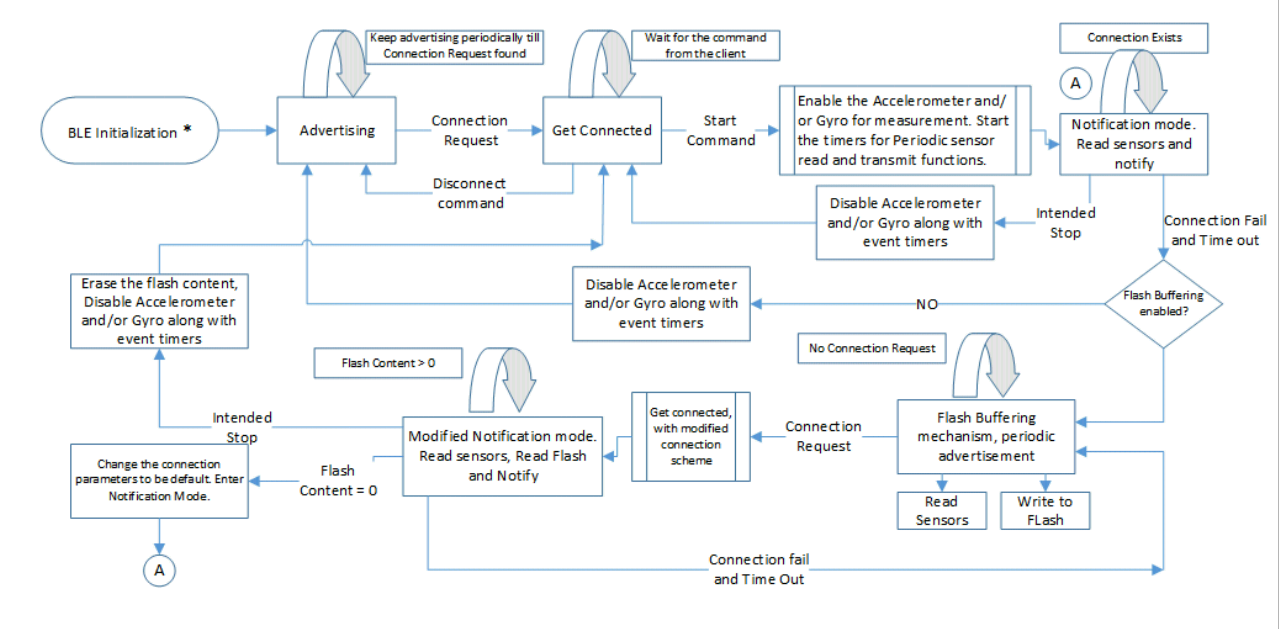 Keep advertising periodically till
Connection Request found
Wait for the command
from the client
Connection Exists
A
BLE Initialization *
Advertising
Connection
Request
Get Connected
Start
Command
Enable the Accelerometer and/
or Gyro for measurement. Start
the timers for Periodic sensor
read and transmit functions.
Notification mode.
Read sensors and
notify
Disconnect
command
Disable Accelerometer
and/or Gyro along with
event timers
Intended
Stop
Connection Fail
and Time out
Erase the flash content,
Disable Accelerometer
and/or Gyro along with
event timers
Disable Accelerometer
and/or Gyro along with
event timers
NO
Flash Buffering
enabled?
Flash Content > 0
No Connection Request
Intended
Stop
Modified Notification mode.
Read sensors, Read Flash
and Notify
Get connected,
with modified
connection
scheme
Connection
Request
Flash Buffering
mechanism, periodic
advertisement
Change the connection
parameters to be default. Enter
Notification Mode.
Flash
Content = 0
Read
Sensors
Write to
FLash
A
Connection fail
and Time Out